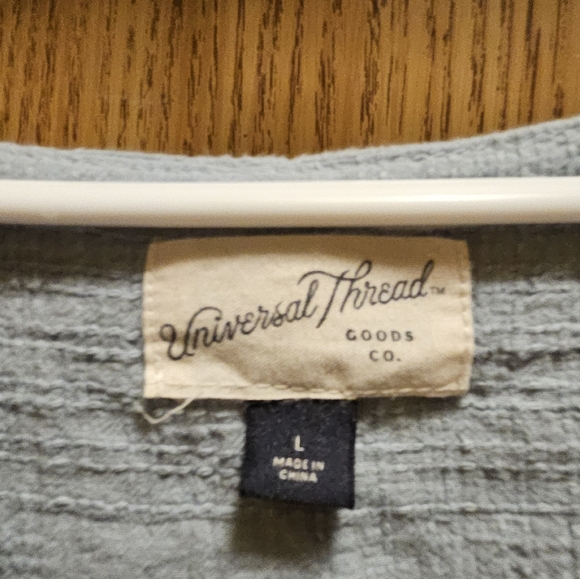 Universal Thread™
GOODS
CO.
L
MADE IN
CHINA